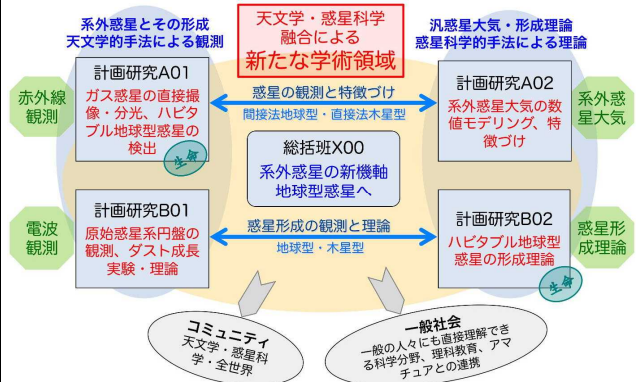 系外惑星とその形成
天文学的手法による観測
天文学・惑星科学
融合による
新たな学術領域
汎惑星大気・形成理論
惑星科学的手法による理論
赤外線
観測
計画研究A01
ガス惑星の直接撮
像・分光、ハビタ
ブル地球型惑星の
検出
生命
惑星の観測と特徴づけ
間接法地球型・直接法木星型
計画研究A02
系外惑星大気の数
値モデリング、特
徴づけ
系外惑
星大気
総括班X00
系外惑星の新機軸
地球型惑星へ
電波
観測
計画研究B01
原始惑星系円盤の
観測、ダスト成長
実験・理論
惑星形成の観測と理論
地球型・木星型
計画研究B02
ハビタブル地球型
惑星の形成理論
生命
惑星形
成理論
コミュニティ
天文学・惑星科
学・全世界
一般社会
一般の人々にも直接理解でき
る科学分野、理科教育、アマ
チュアとの連携